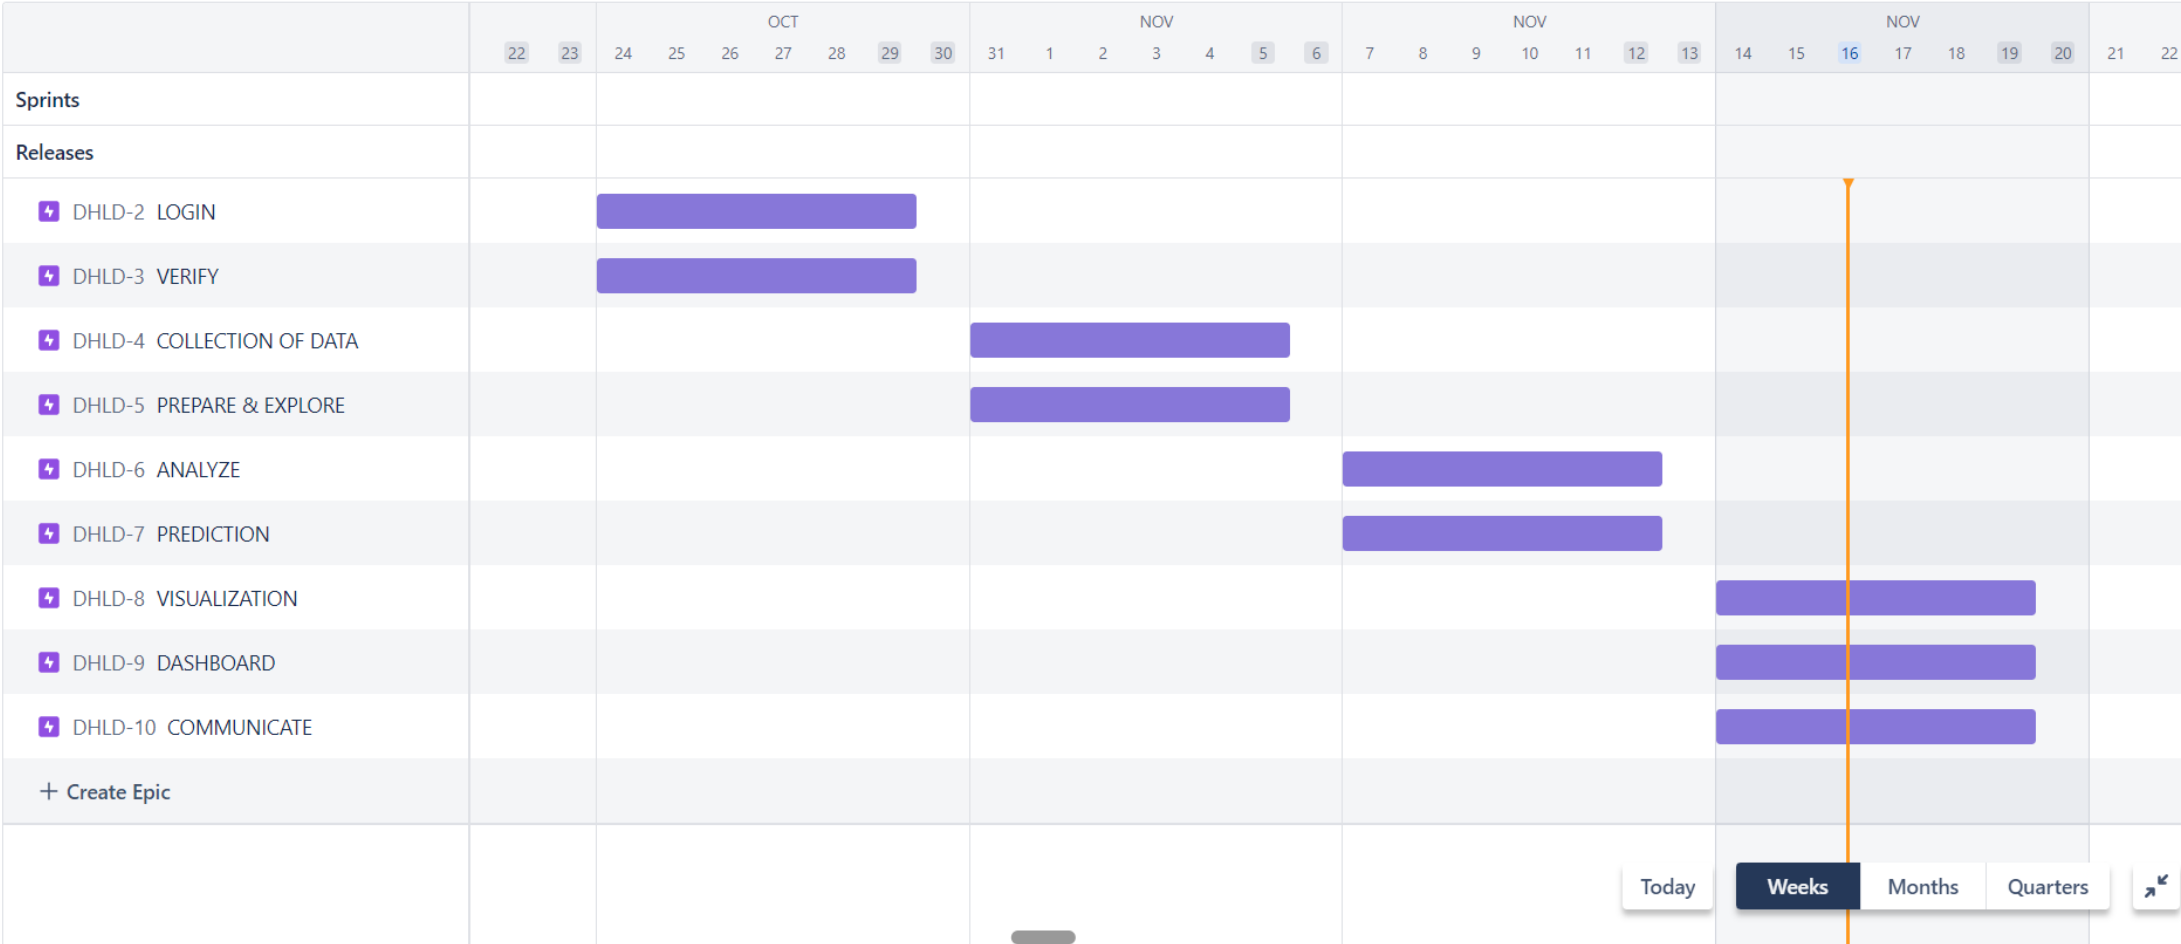 OCT NOV NOV NOV
22 23 24 25 26 27 28 29 30 31 1 2 3 4 5 6 7 8 9 10 11 12 13 14 15 16 17 18 19 20 21 22
Sprints
Releases
DHLD-2 LOGIN
DHLD-3 VERIFY
DHLD-4 COLLECTION OF DATA
DHLD-5 PREPARE & EXPLORE
DHLD-6 ANALYZE
DHLD-7 PREDICTION
DHLD-8 VISUALIZATION
DHLD-9 DASHBOARD
DHLD-10 COMMUNICATE
+ Create Epic
Today Weeks Months Quarters